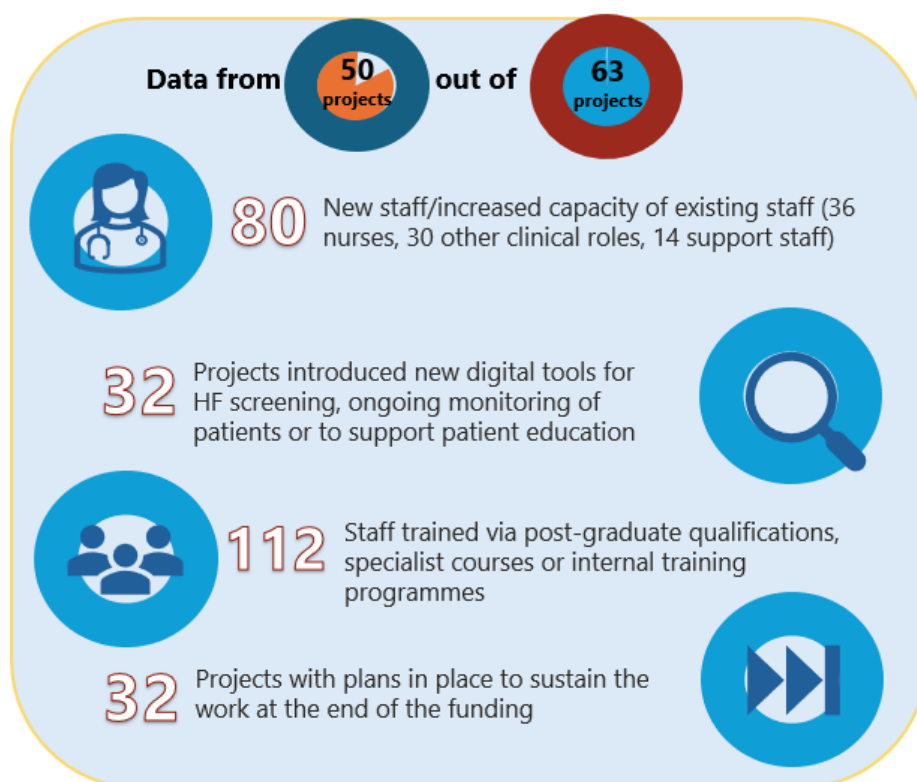 Data from 50 projects out of 63 projects
80 New staff/increased capacity of existing staff (36
nurses, 30 other clinical roles, 14 support staff)
32 Projects introduced new digital tools for
HF screening, ongoing monitoring of
patients or to support patient education
112 Staff trained via post-graduate qualifications,
specialist courses or internal training
programmes
32 Projects with plans in place to sustain the
work at the end of the funding